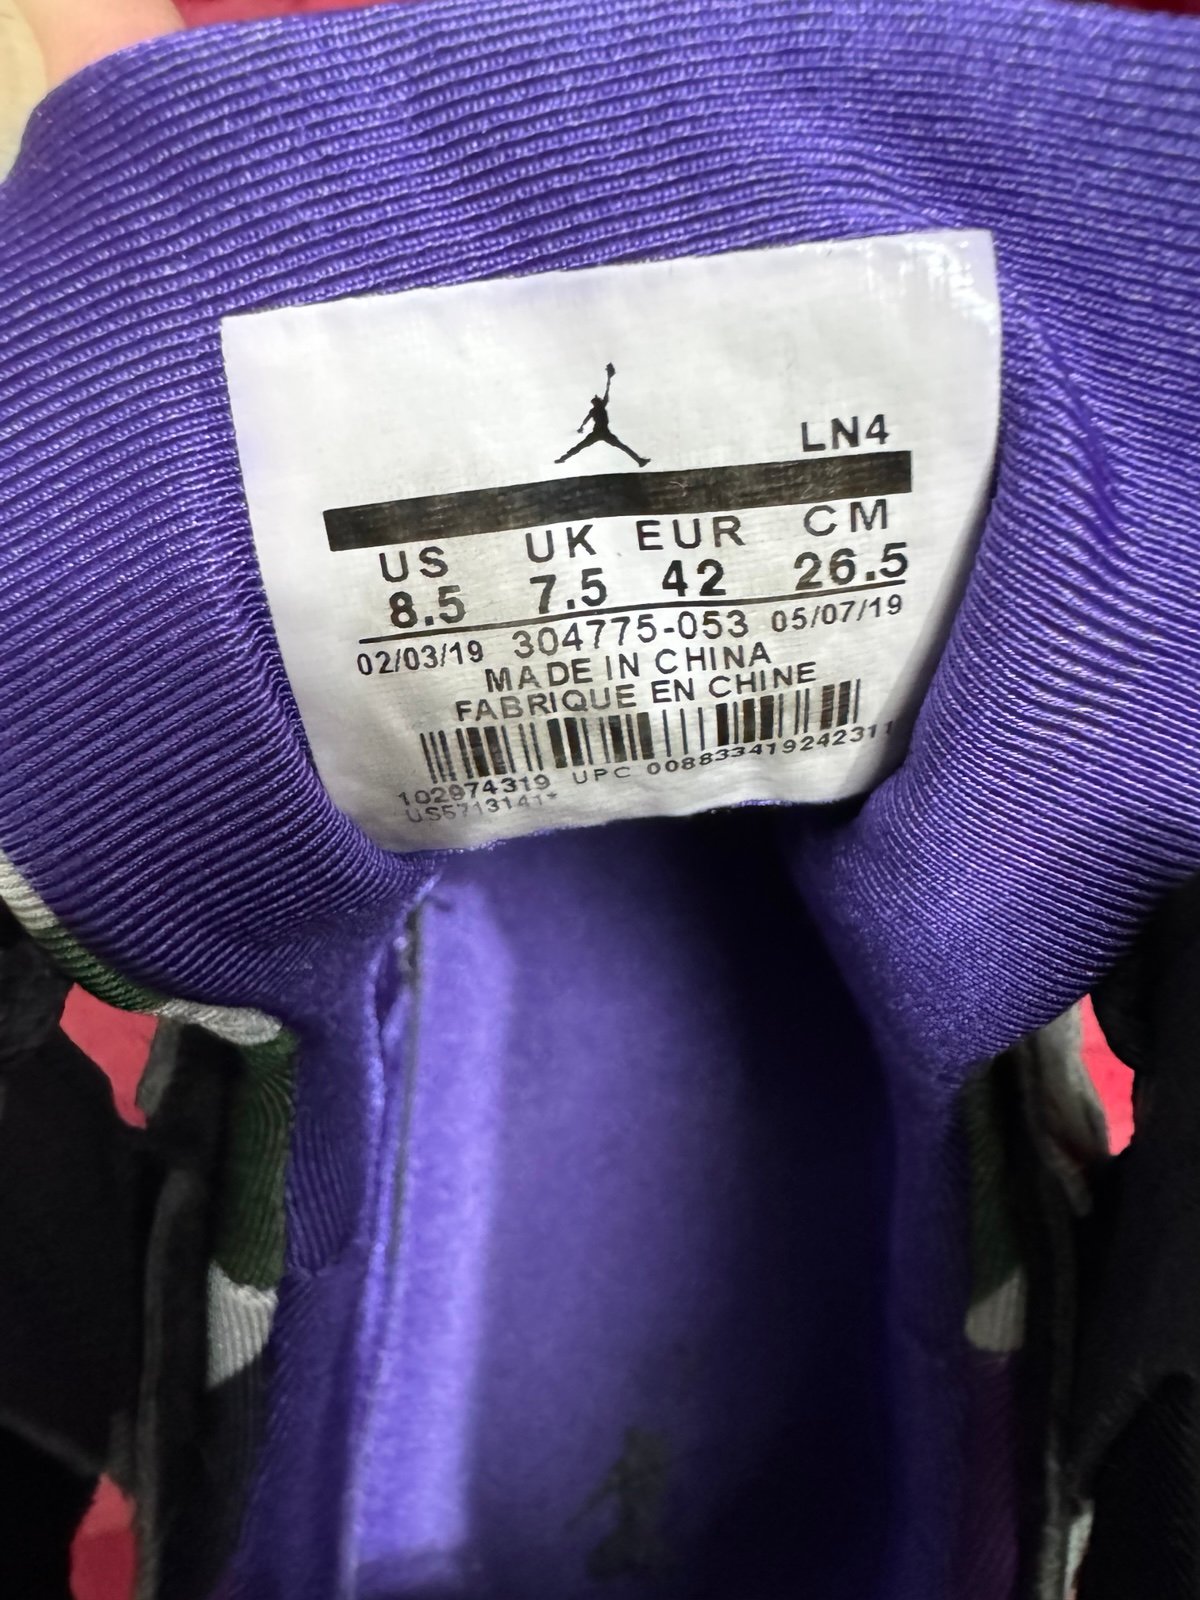 LN4
US UK EUR CM
8.5 7.5 42 26.5
02/03/19 304775-053 05/07/19
MADE IN CHINA
FABRIQUE EN CHINE
102974319 UPC 00883419242311
US5713141*